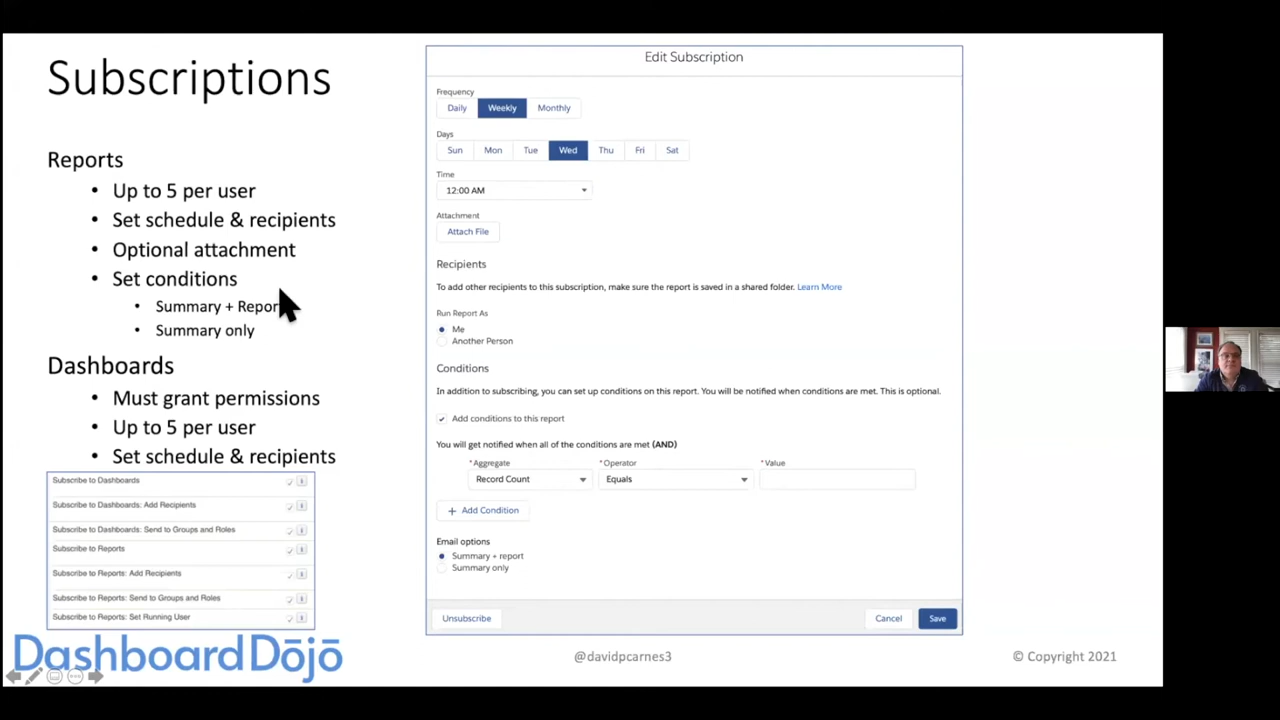 Subscriptions
Reports
• Up to 5 per user
• Set schedule & recipients
• Optional attachment
• Set conditions
• Summary + Repor
• Summary only
Dashboards
• Must grant permissions
• Up to 5 per user
• Set schedule & recipients
Subscribe to Dashboards
Subscribe to Dashboards: Add Recipients
Subscribe to Dashboards: Send to Groups and Roles
Subscribe to Reports
Subscribe to Reports: Add Recipients
Subscribe to Reports: Send to Groups and Roles
Subscribe to Reports: Set Running User
Dashboard Dōjō
Edit Subscription
Frequency
Daily Weekly Monthly
Days
Sun Mon Tue Wed Thu Fri Sat
Time
12:00 AM
Attachment
Attach File
Recipients
To add other recipients to this subscription, make sure the report is saved in a shared folder. Learn More
Run Report As
Me
Another Person
Conditions
In addition to subscribing, you can set up conditions on this report. You will be notified when conditions are met. This is optional.
Add conditions to this report
You will get notified when all of the conditions are met (AND)
*Aggregate *Operator *Value
Record Count Equals
+ Add Condition
Email options
Summary + report
Summary only
Unsubscribe Cancel Save
@davidpcarnes3
© Copyright 2021